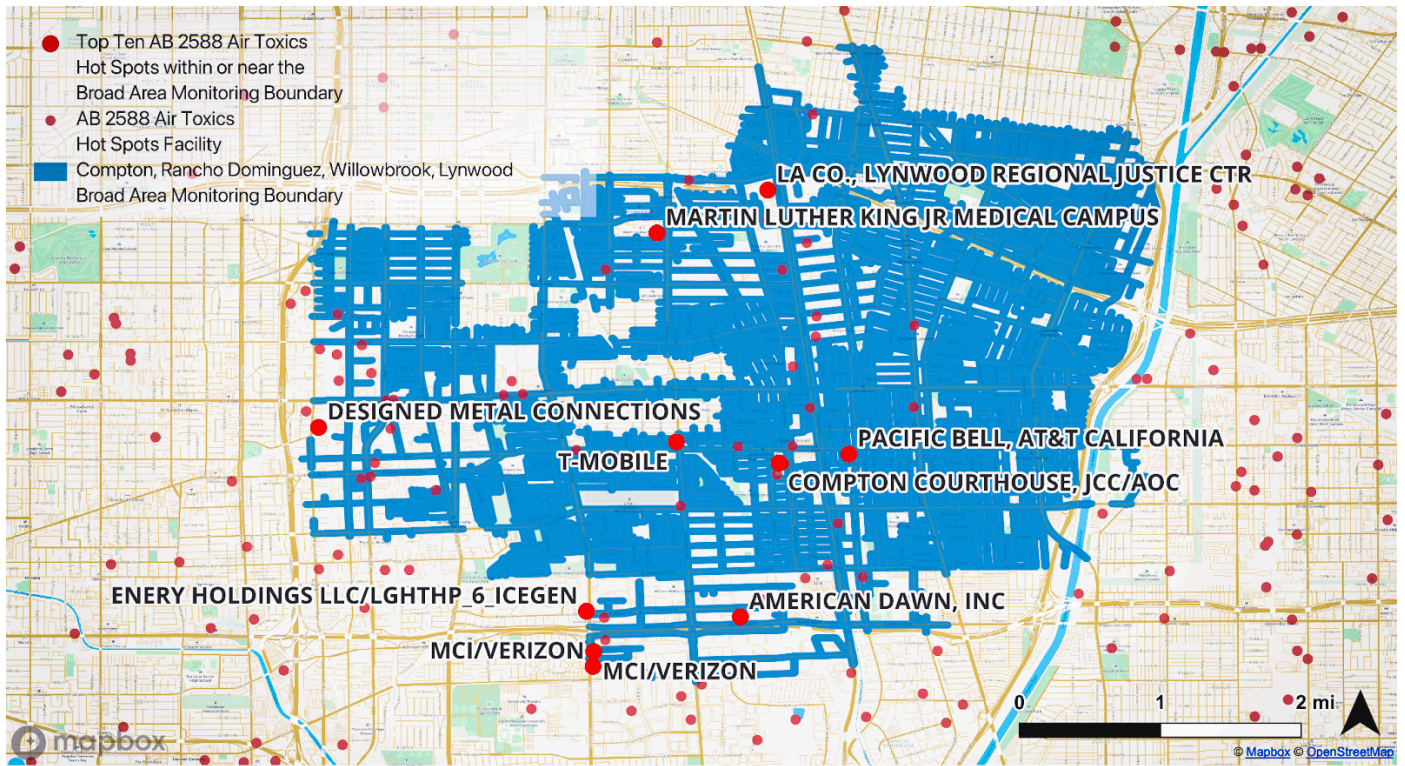 Top Ten AB 2588 Air Toxics
Hot Spots within or near the
Broad Area Monitoring Boundary
AB 2588 Air Toxics
Hot Spots Facility
Compton, Rancho Dominguez, Willowbrook, Lynwood
Broad Area Monitoring Boundary
LA CO., LYNWOOD REGIONAL JUSTICE CTR
MARTIN LUTHER KING JR MEDICAL CAMPUS
DESIGNED METAL CONNECTIONS
PACIFIC BELL, AT&T CALIFORNIA
T-MOBILE
COMPTON COURTHOUSE, JCC/AOC
ENERY HOLDINGS LLC/LGHTHP_6_ICEGEN
AMERICAN DAWN, INC
MCI/VERIZON
MCI/VERIZON
0 1 2 mi
mapbox
© Mapbox © OpenStreetMap